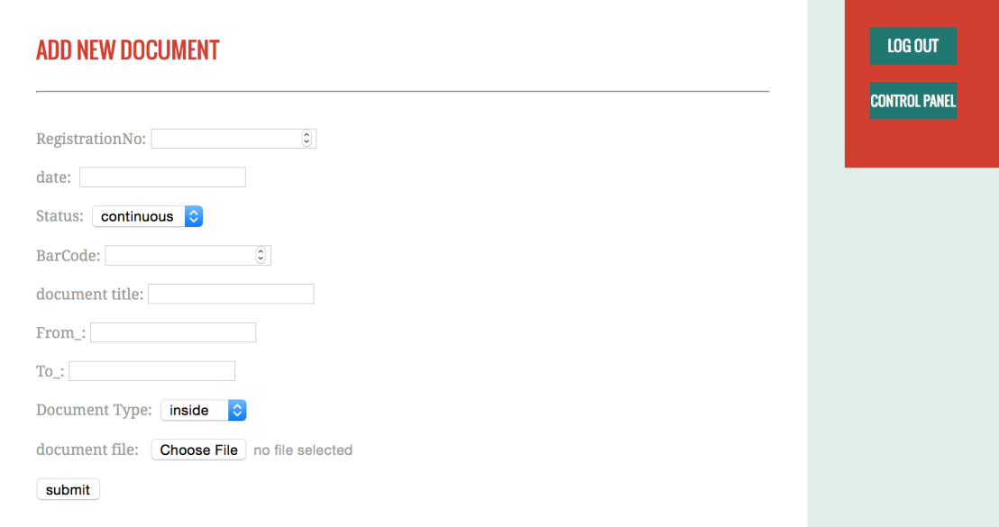 ADD NEW DOCUMENT
LOG OUT
CONTROL PANEL
RegistrationNo:
date:
Status: continuous
BarCode:
document title:
From_:
To_:
Document Type: inside
document file: Choose File no file selected
submit